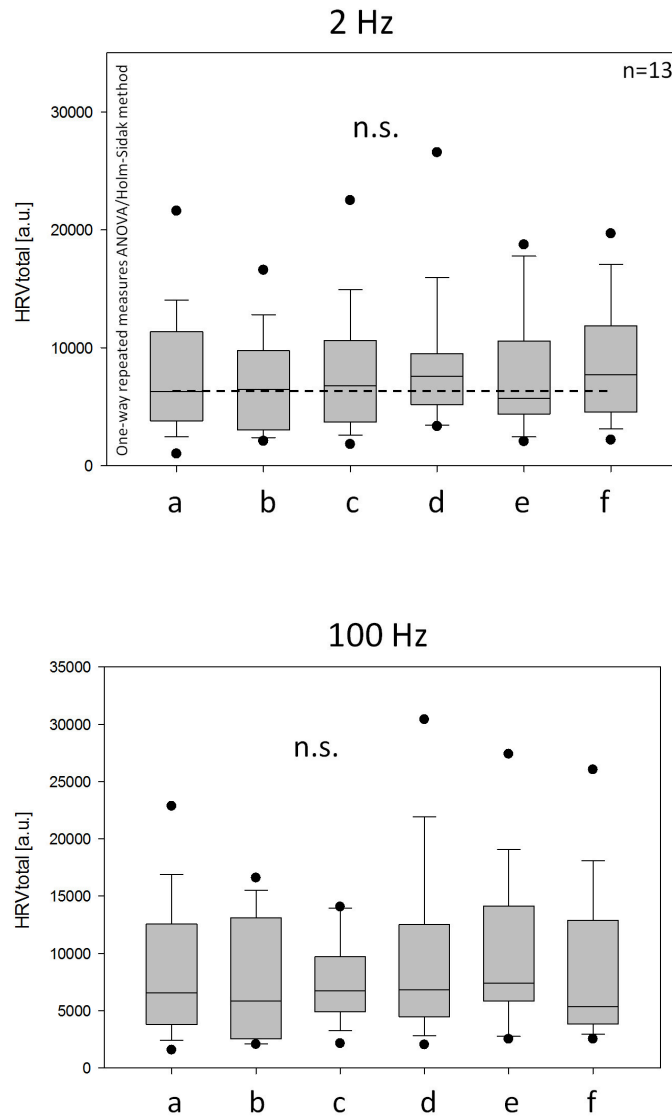 2 Hz
n=13
One-way repeated measures ANOVA/Holm-Sidak method
n.s.
HRVtotal [a.u.]
30000
20000
10000
0
a b c d e f
100 Hz
n.s.
HRVtotal [a.u.]
35000
30000
25000
20000
15000
10000
5000
0
a b c d e f